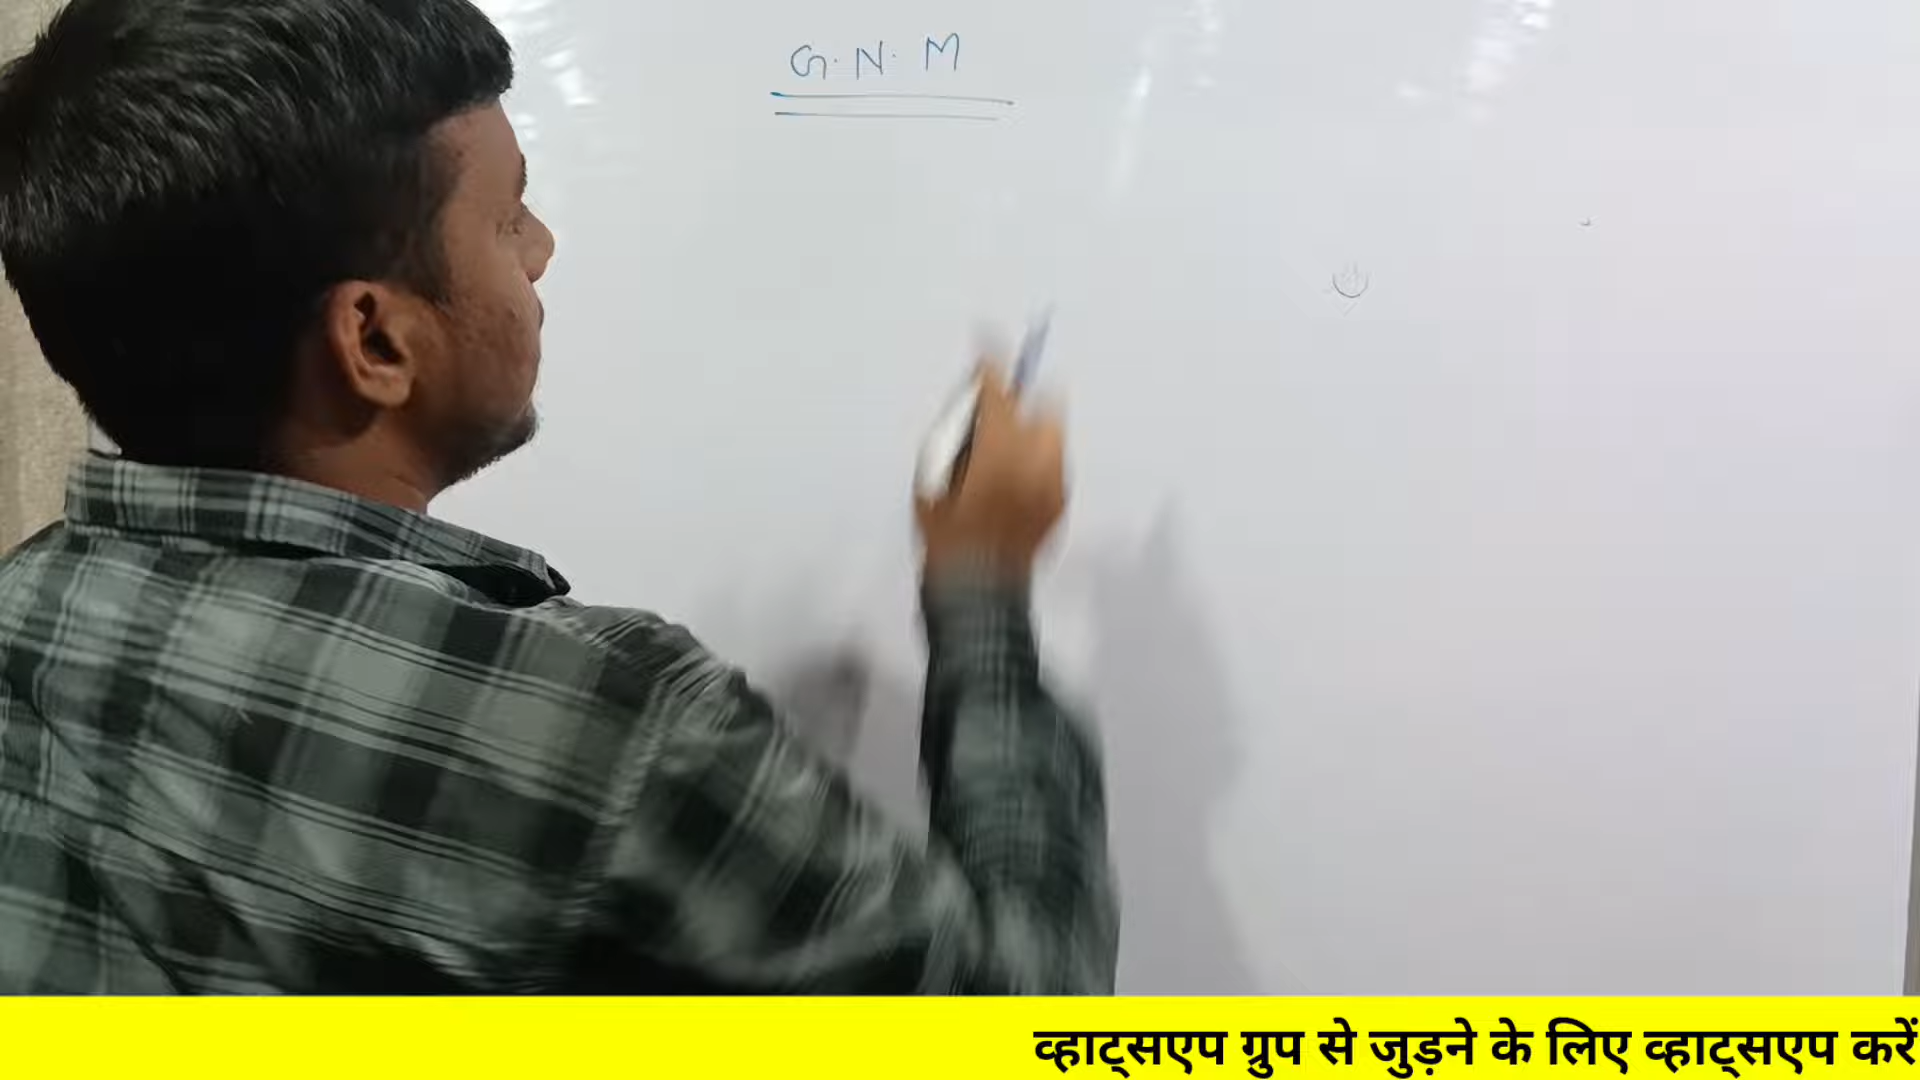 G. N. M
व्हाट्सएप ग्रुप से जुड़ने के लिए व्हाट्सएप करें